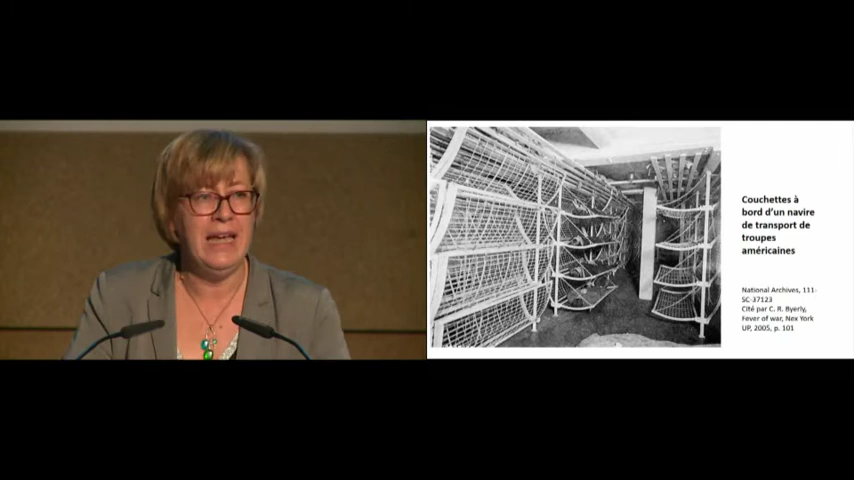 Couchettes à
bord d'un navire
de transport de
troupes
américaines
National Archives, 111-
SC-37123
Cité par C. R. Byerly,
Fever of war, Nex York
UP, 2005, p. 101